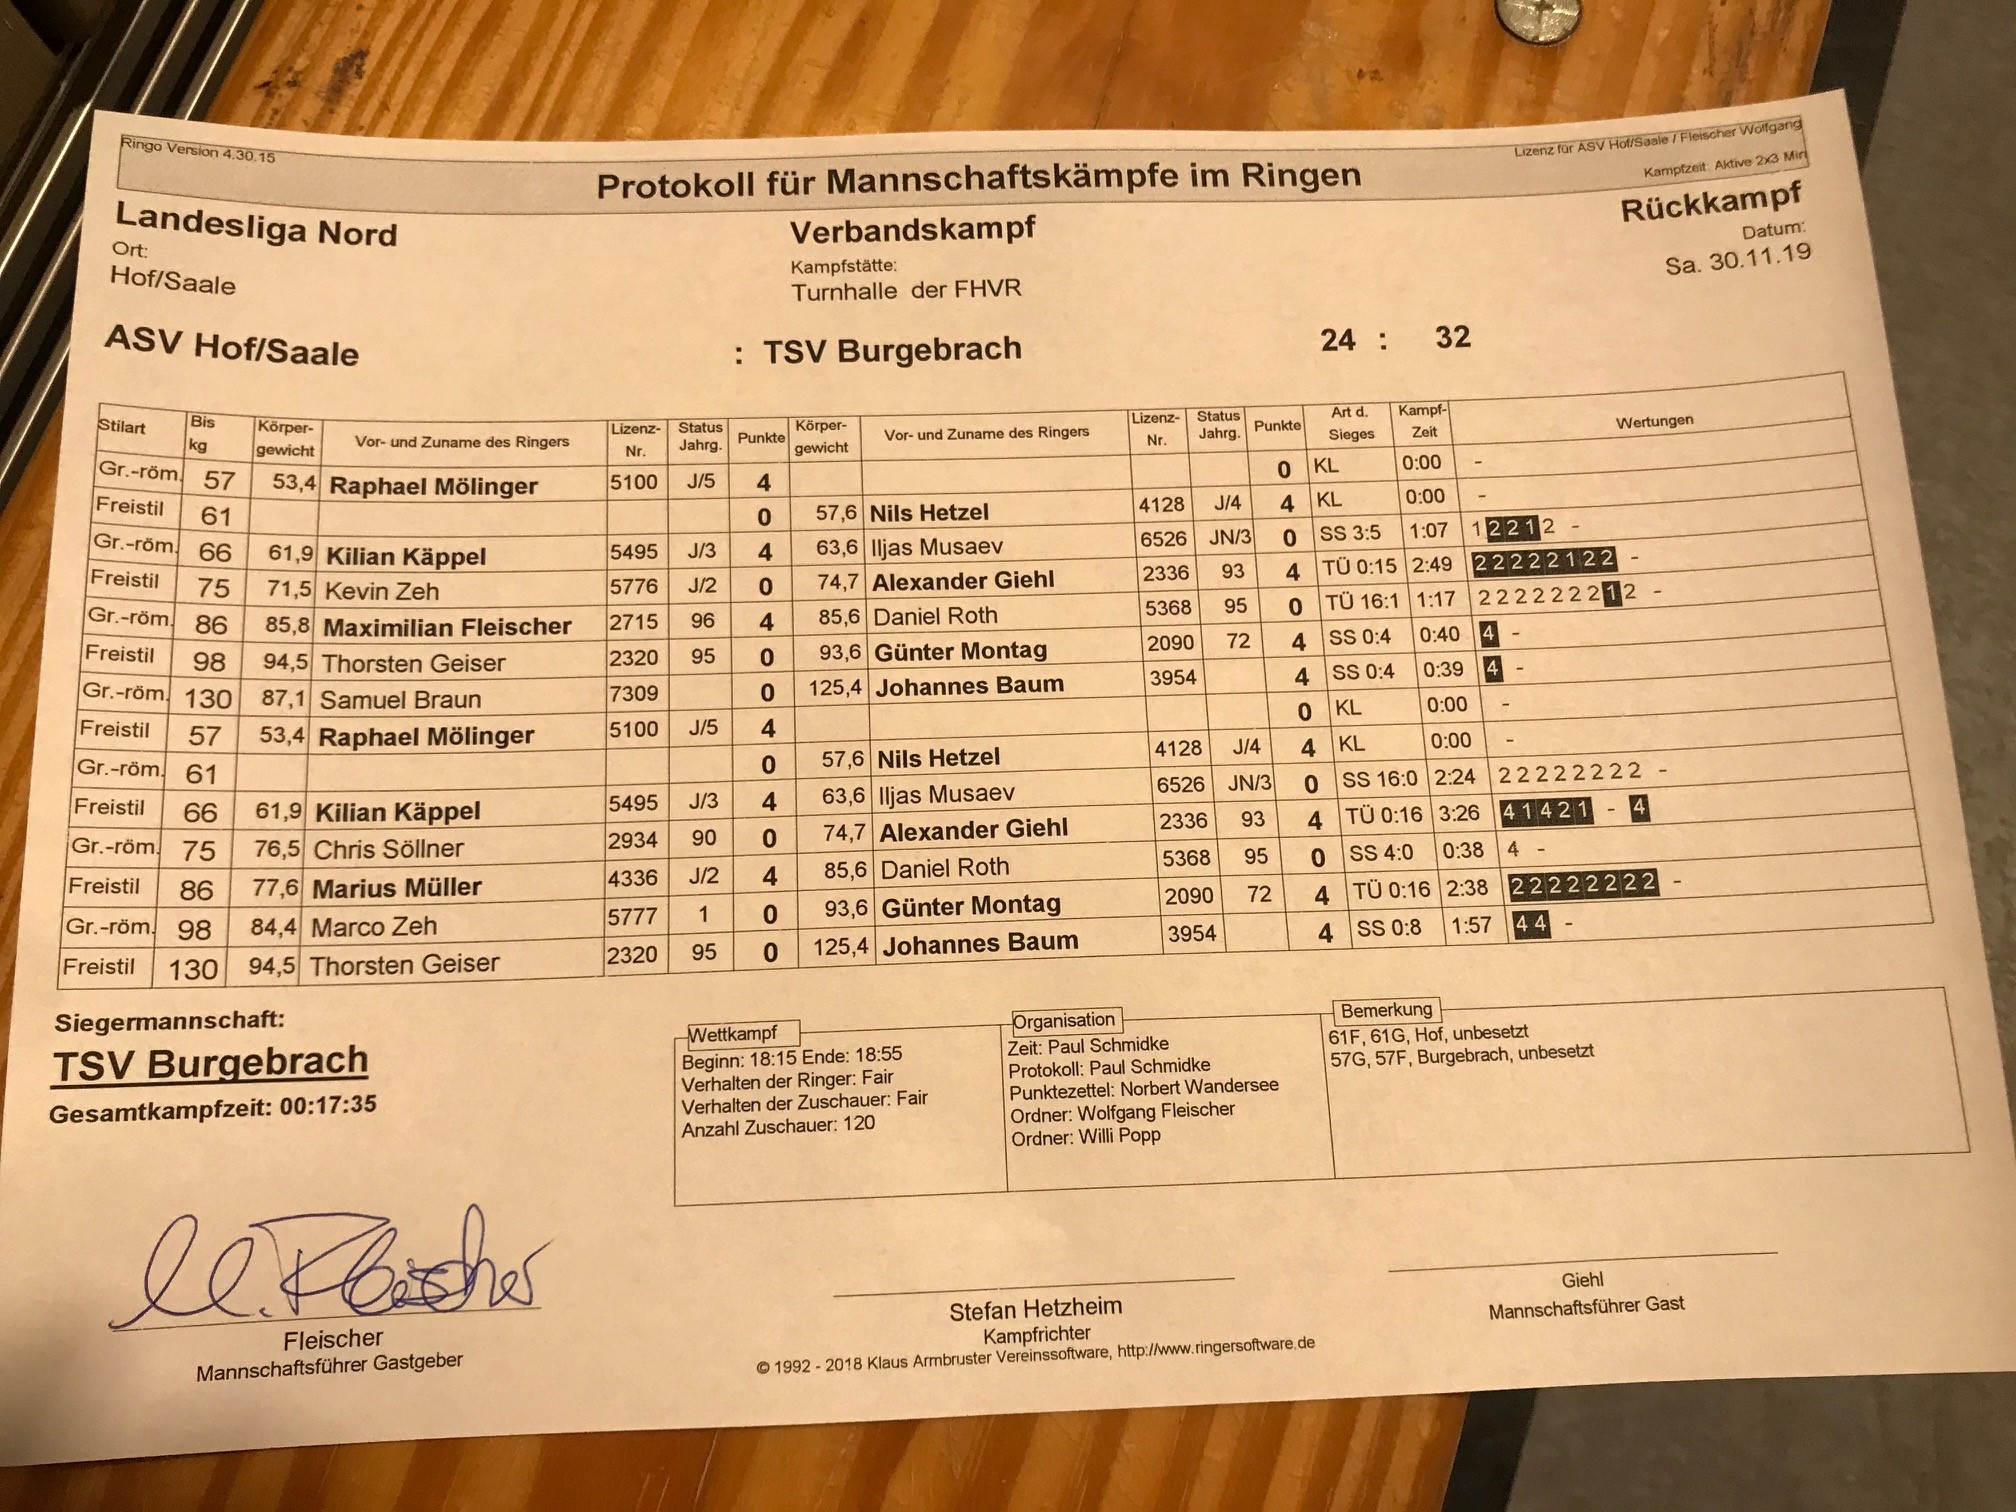 Ringo Version 4.30.15
Protokoll für Mannschaftskämpfe im Ringen
Lizenz für ASV Hof/Saale / Fleischer Wolfgang
Kampfzeit: Aktive 2x3 Min
Landesliga Nord
Verbandskampf
Rückkampf
Ort:
Kampfstätte:
Datum:
Hof/Saale
Turnhalle der FHVR
Sa. 30.11.19
ASV Hof/Saale : TSV Burgebrach 24 : 32
Stilart Bis kg Körper-gewicht Vor- und Zuname des Ringers Lizenz-Nr. Status Jahrg. Punkte Körper-gewicht Vor- und Zuname des Ringers Lizenz-Nr. Status Jahrg. Punkte Art d. Sieges Kampf-Zeit Wertungen
Gr.-röm. 57 53,4 Raphael Mölinger 5100 J/5 4 0 KL 0:00 -
Freistil 61 0 57,6 Nils Hetzel 4128 J/4 4 KL 0:00 -
Gr.-röm. 66 61,9 Kilian Käppel 5495 J/3 4 63,6 Iljas Musaev 6526 JN/3 0 SS 3:5 1:07 1 2 2 1 2 -
Freistil 75 71,5 Kevin Zeh 5776 J/2 0 74,7 Alexander Giehl 2336 93 4 TÜ 0:15 2:49 2 2 2 2 2 1 2 2 -
Gr.-röm. 86 85,8 Maximilian Fleischer 2715 96 4 85,6 Daniel Roth 5368 95 0 TÜ 16:1 1:17 2 2 2 2 2 2 2 1 2 -
Freistil 98 94,5 Thorsten Geiser 2320 95 0 93,6 Günter Montag 2090 72 4 SS 0:4 0:40 4 -
Gr.-röm. 130 87,1 Samuel Braun 7309 0 125,4 Johannes Baum 3954 4 SS 0:4 0:39 4 -
Freistil 57 53,4 Raphael Mölinger 5100 J/5 4 0 KL 0:00 -
Gr.-röm. 61 0 57,6 Nils Hetzel 4128 J/4 4 KL 0:00 -
Freistil 66 61,9 Kilian Käppel 5495 J/3 4 63,6 Iljas Musaev 6526 JN/3 0 SS 16:0 2:24 2 2 2 2 2 2 2 2 -
Gr.-röm. 75 76,5 Chris Söllner 2934 90 0 74,7 Alexander Giehl 2336 93 4 TÜ 0:16 3:26 4 1 4 2 1 - 4
Freistil 86 77,6 Marius Müller 4336 J/2 4 85,6 Daniel Roth 5368 95 0 SS 4:0 0:38 4 -
Gr.-röm. 98 84,4 Marco Zeh 5777 1 0 93,6 Günter Montag 2090 72 4 TÜ 0:16 2:38 2 2 2 2 2 2 2 2 -
Freistil 130 94,5 Thorsten Geiser 2320 95 0 125,4 Johannes Baum 3954 4 SS 0:8 1:57 4 4 -
Siegermannschaft:
TSV Burgebrach
Gesamtkampfzeit: 00:17:35
Wettkampf
Beginn: 18:15 Ende: 18:55
Verhalten der Ringer: Fair
Verhalten der Zuschauer: Fair
Anzahl Zuschauer: 120
Organisation
Zeit: Paul Schmidke
Protokoll: Paul Schmidke
Punktezettel: Norbert Wandersee
Ordner: Wolfgang Fleischer
Ordner: Willi Popp
Bemerkung
61F, 61G, Hof, unbesetzt
57G, 57F, Burgebrach, unbesetzt
M. Fleischer
Fleischer
Mannschaftsführer Gastgeber
Stefan Hetzheim
Kampfrichter
Giehl
Mannschaftsführer Gast
© 1992 - 2018 Klaus Armbruster Vereinssoftware, http://www.ringersoftware.de